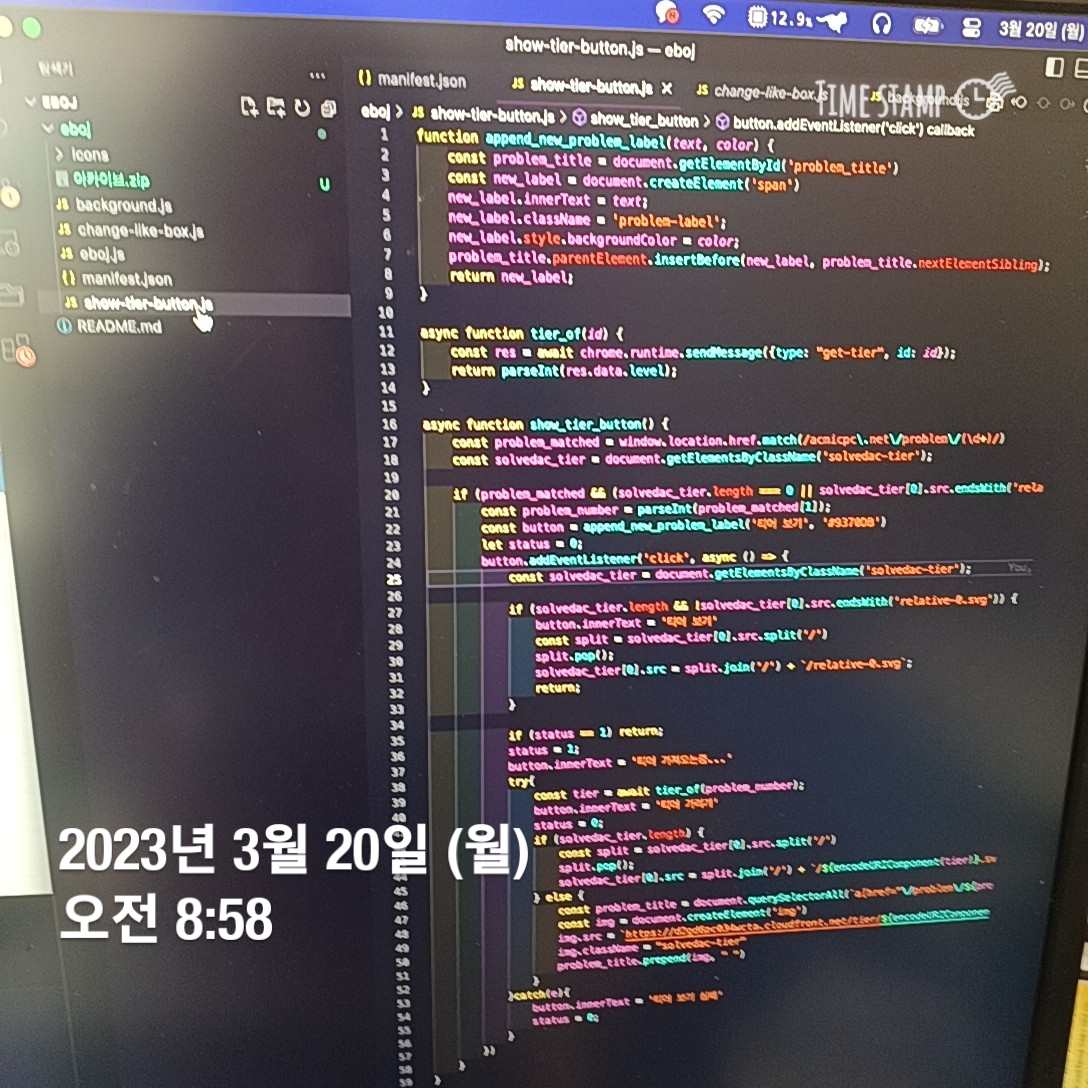 12.9%
3월 20일 (월)
show-tier-button.js — eboj
탐색기
manifest.json
show-tier-button.js
change-like-box.js
background.js
TIME STAMP
EBOJ
eboj > JS show-tier-button.js > show_tier_button > button.addEventListener('click') callback
eboj
icons
아카이브.zip U
JS background.js
JS change-like-box.js
JS eboj.js
{} manifest.json
JS show-tier-button.js
README.md
1 function append_new_problem_label(text, color) {
2 const problem_title = document.getElementById('problem_title')
3 const new_label = document.createElement('span')
4 new_label.innerText = text;
5 new_label.className = 'problem-label';
6 new_label.style.backgroundColor = color;
7 problem_title.parentElement.insertBefore(new_label, problem_title.nextElementSibling);
8 return new_label;
9 }
10
11 async function tier_of(id) {
12 const res = await chrome.runtime.sendMessage({type: "get-tier", id: id});
13 return parseInt(res.data.level);
14 }
15
16 async function show_tier_button() {
17 const problem_matched = window.location.href.match(/acmicpc\.net\/problem\/(\d+)/)
18 const solvedac_tier = document.getElementsByClassName('solvedac-tier');
19
20 if (problem_matched && (solvedac_tier.length === 0 || solvedac_tier[0].src.endsWith("rela
21 const problem_number = parseInt(problem_matched[1]);
22 const button = append_new_problem_label('티어 보기', '#9370DB')
23 let status = 0;
24 button.addEventListener('click', async () => {
25 const solvedac_tier = document.getElementsByClassName('solvedac-tier'); You,
26
27 if (solvedac_tier.length && !solvedac_tier[0].src.endsWith("relative-0.svg")) {
28 button.innerText = "티어 보기"
29 const split = solvedac_tier[0].src.split("/")
30 split.pop();
31 solvedac_tier[0].src = split.join("/") + `/relative-0.svg`;
32 return;
33 }
34
35 if (status == 1) return;
36 status = 1;
37 button.innerText = "티어 가져오는중..."
38 try{
39 const tier = await tier_of(problem_number);
40 button.innerText = "티어 가리기"
status = 0;
if (solvedac_tier.length) {
const split = solvedac_tier[0].src.split("/")
split.pop();
45 solvedac_tier[0].src = split.join("/") + `/${encodeURIComponent(tier)}.sv
46 } else {
47 const problem_title = document.querySelectorAll(`a[href="\/problem\/${pro
48 const img = document.createElement("img")
49 img.src = `
50 img.className = "solvedac-tier"
51 problem_title.prepend(img, " ")
52 }
53 }catch(e){
54 button.innerText = "티어 보기 실패"
55 status = 0;
56 }
57 })
58 }
59 }
2023년 3월 20일 (월)
오전 8:58